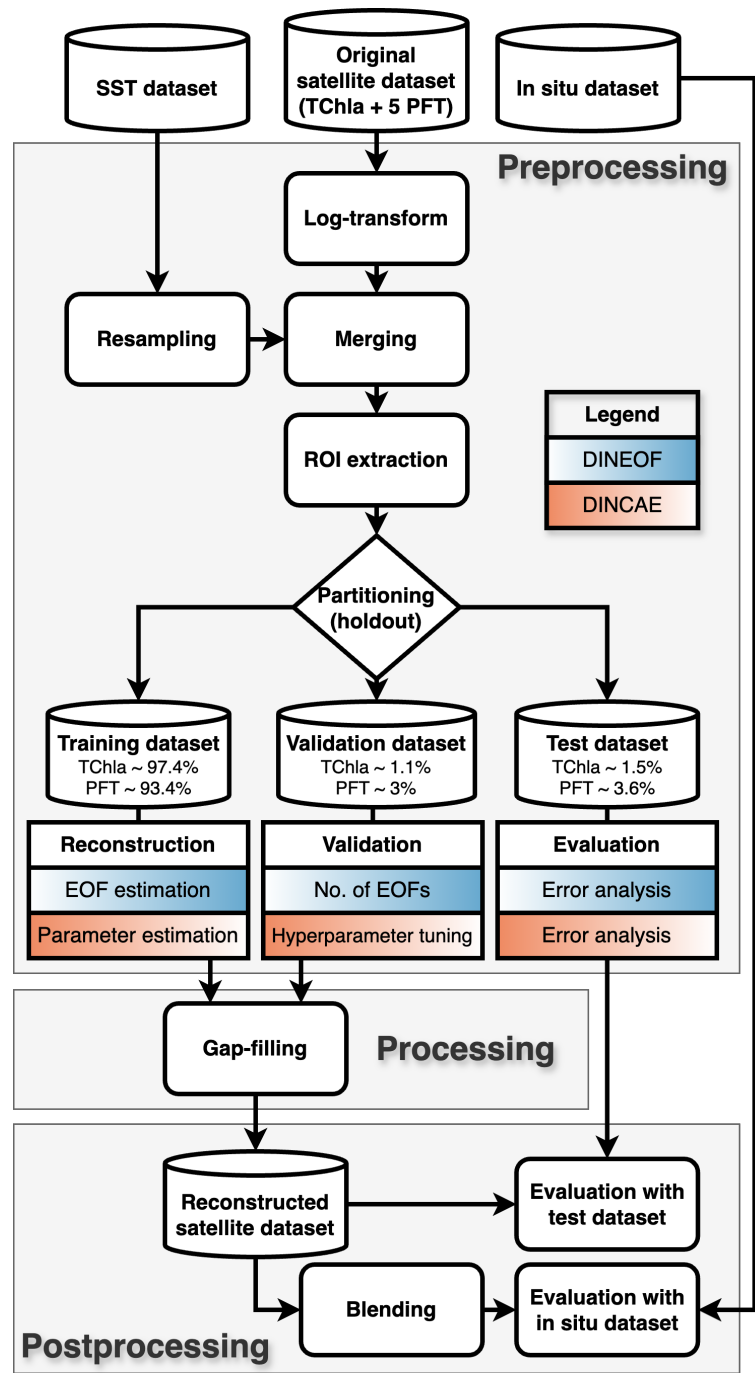 SST dataset
Original
satellite dataset
(TChla + 5 PFT)
In situ dataset
Preprocessing
Log-transform
Resampling
Merging
ROI extraction
Legend
DINEOF
DINCAE
Partitioning
(holdout)
Training dataset
TChla ~ 97.4%
PFT ~ 93.4%
Validation dataset
TChla ~ 1.1%
PFT ~ 3%
Test dataset
TChla ~ 1.5%
PFT ~ 3.6%
Reconstruction
EOF estimation
Parameter estimation
Validation
No. of EOFs
Hyperparameter tuning
Evaluation
Error analysis
Error analysis
Gap-filling
Processing
Reconstructed
satellite dataset
Evaluation with
test dataset
Blending
Evaluation with
in situ dataset
Postprocessing